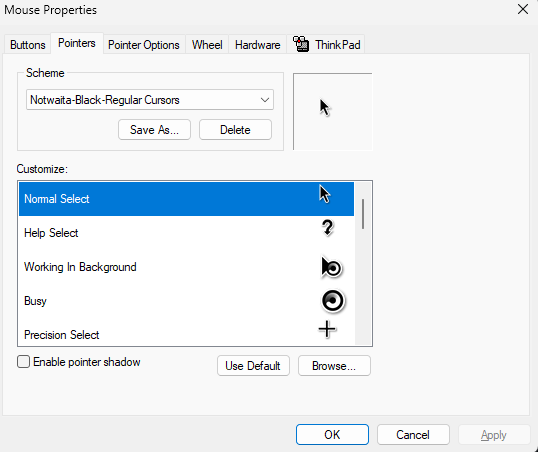 Mouse Properties
Buttons Pointers Pointer Options Wheel Hardware ThinkPad
Scheme
Notwaita-Black-Regular Cursors
Save As... Delete
Customize:
Normal Select
Help Select
Working In Background
Busy
Precision Select
Enable pointer shadow Use Default Browse...
OK Cancel Apply